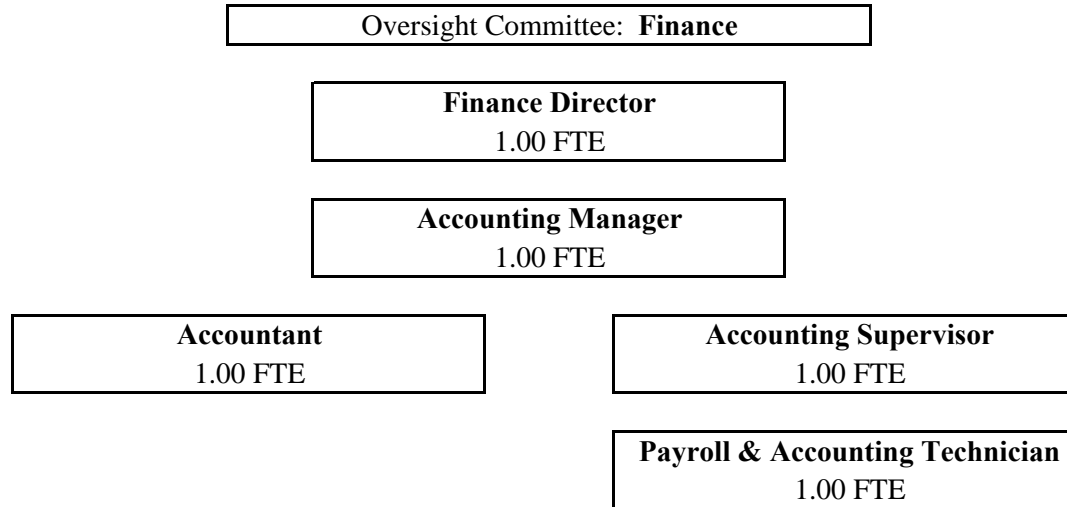 Oversight Committee: Finance
Finance Director
1.00 FTE
Accounting Manager
1.00 FTE
Accountant
1.00 FTE
Accounting Supervisor
1.00 FTE
Payroll & Accounting Technician
1.00 FTE